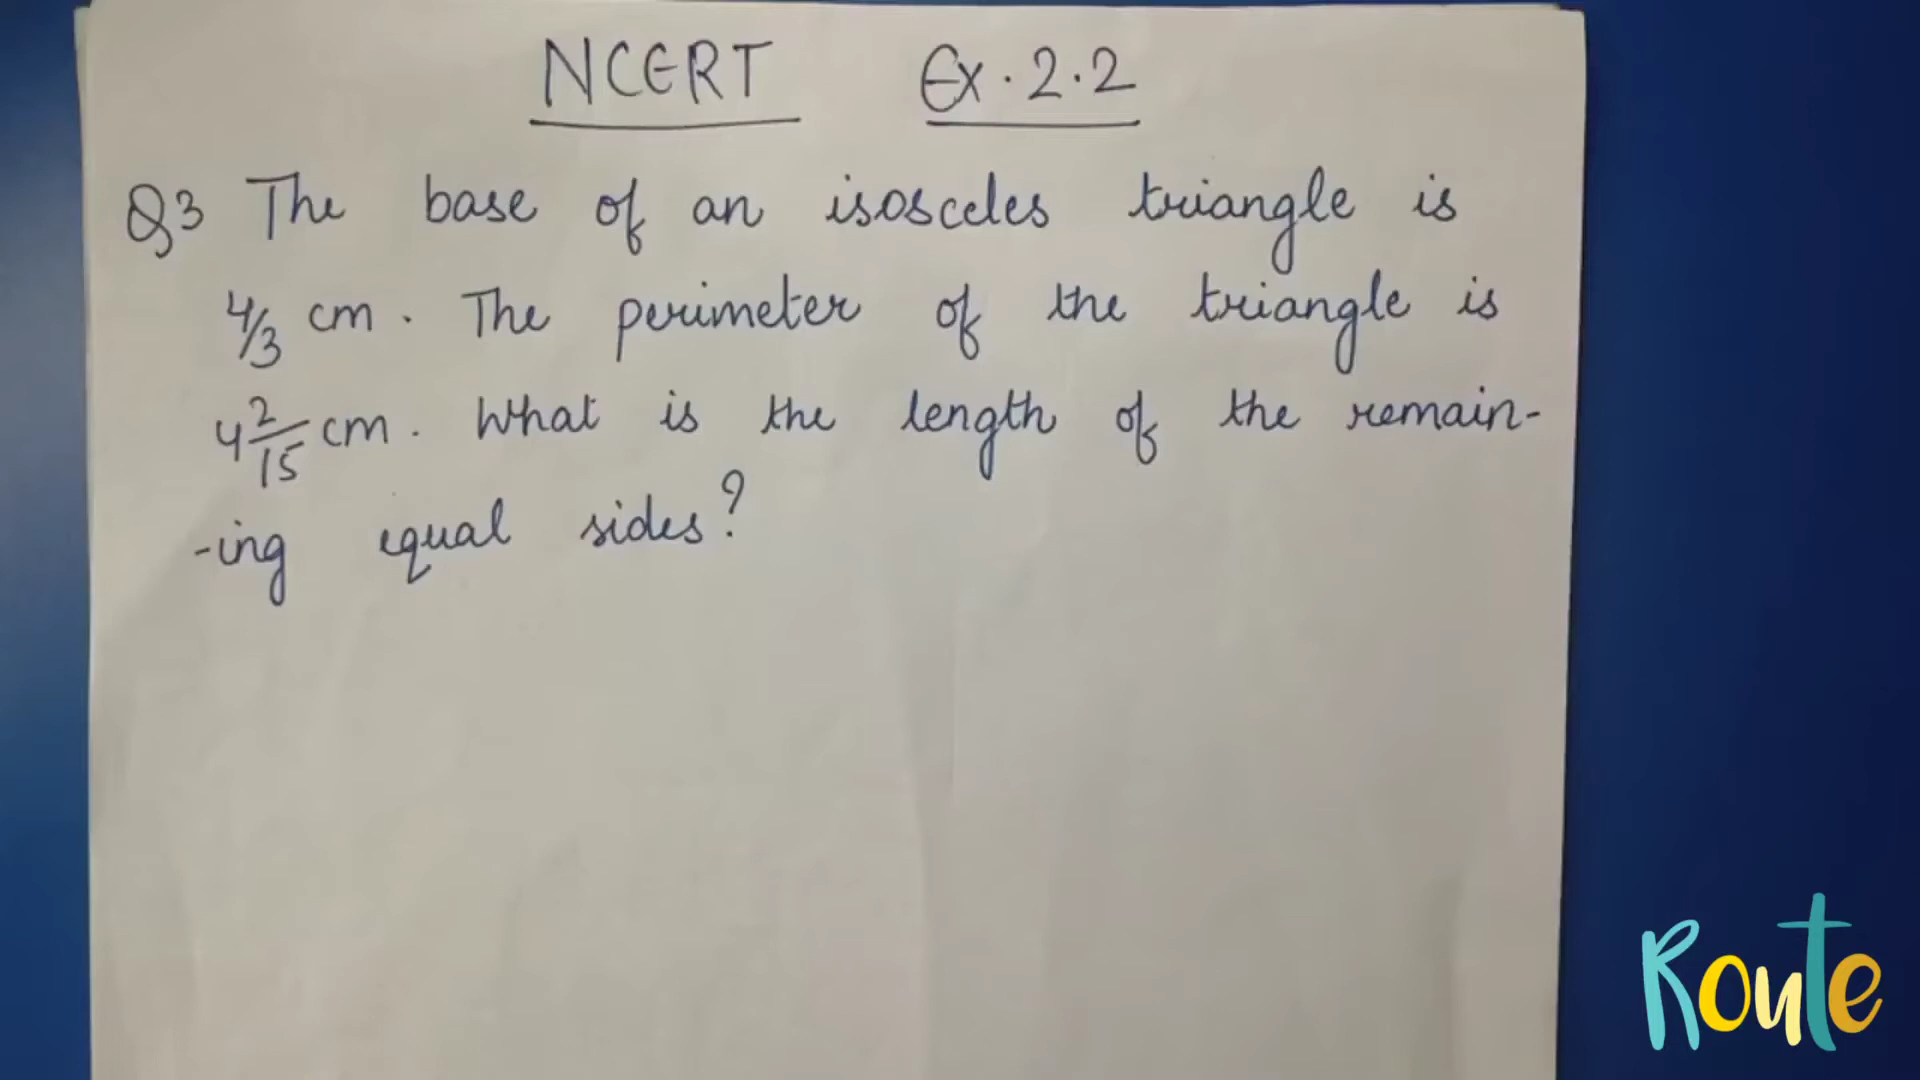 NCERT Ex. 2.2
Q3 The base of an isosceles triangle is
4/3 cm. The perimeter of the triangle is
4 2/15 cm. What is the length of the remain-
-ing equal sides?
Route